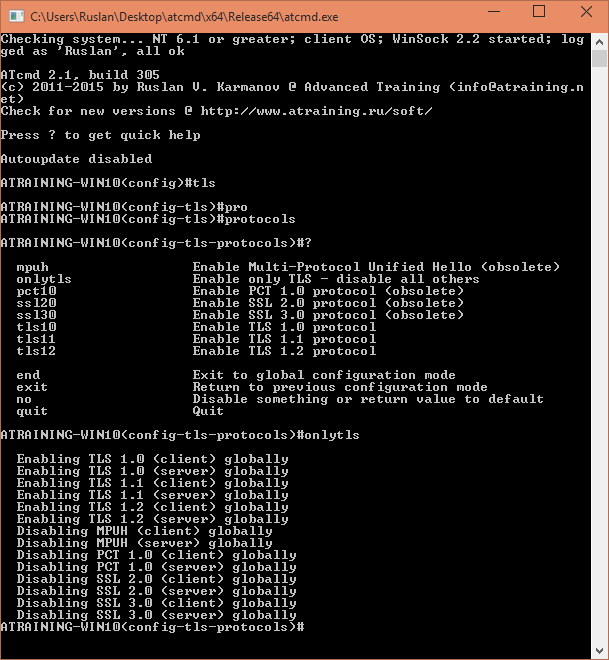 C:\Users\Ruslan\Desktop\atcmd\x64\Release64\atcmd.exe
Checking system... NT 6.1 or greater; client OS; WinSock 2.2 started; log
ged as 'Ruslan', all ok
ATcmd 2.1, build 305
(c) 2011-2015 by Ruslan V. Karmanov @ Advanced Training (info@atraining.n
et)
Check for new versions @ http://www.atraining.ru/soft/
Press ? to get quick help
Autoupdate disabled
ATRAINING-WIN10(config)#tls
ATRAINING-WIN10(config-tls)#pro
ATRAINING-WIN10(config-tls)#protocols
ATRAINING-WIN10(config-tls-protocols)#?
mpuh Enable Multi-Protocol Unified Hello (obsolete)
onlytls Enable only TLS - disable all others
pct10 Enable PCT 1.0 protocol (obsolete)
ssl20 Enable SSL 2.0 protocol (obsolete)
ssl30 Enable SSL 3.0 protocol (obsolete)
tls10 Enable TLS 1.0 protocol
tls11 Enable TLS 1.1 protocol
tls12 Enable TLS 1.2 protocol
end Exit to global configuration mode
exit Return to previous configuration mode
no Disable something or return value to default
quit Quit
ATRAINING-WIN10(config-tls-protocols)#onlytls
Enabling TLS 1.0 (client) globally
Enabling TLS 1.0 (server) globally
Enabling TLS 1.1 (client) globally
Enabling TLS 1.1 (server) globally
Enabling TLS 1.2 (client) globally
Enabling TLS 1.2 (server) globally
Disabling MPUH (client) globally
Disabling MPUH (server) globally
Disabling PCT 1.0 (client) globally
Disabling PCT 1.0 (server) globally
Disabling SSL 2.0 (client) globally
Disabling SSL 2.0 (server) globally
Disabling SSL 3.0 (client) globally
Disabling SSL 3.0 (server) globally
ATRAINING-WIN10(config-tls-protocols)#